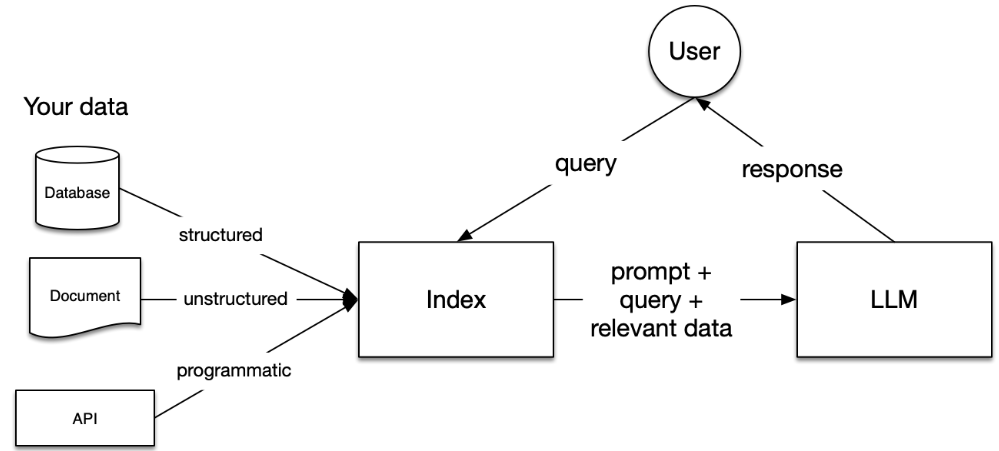 User
Your data
Database
query
response
structured
Document
unstructured
Index
prompt +
query +
relevant data
LLM
programmatic
API